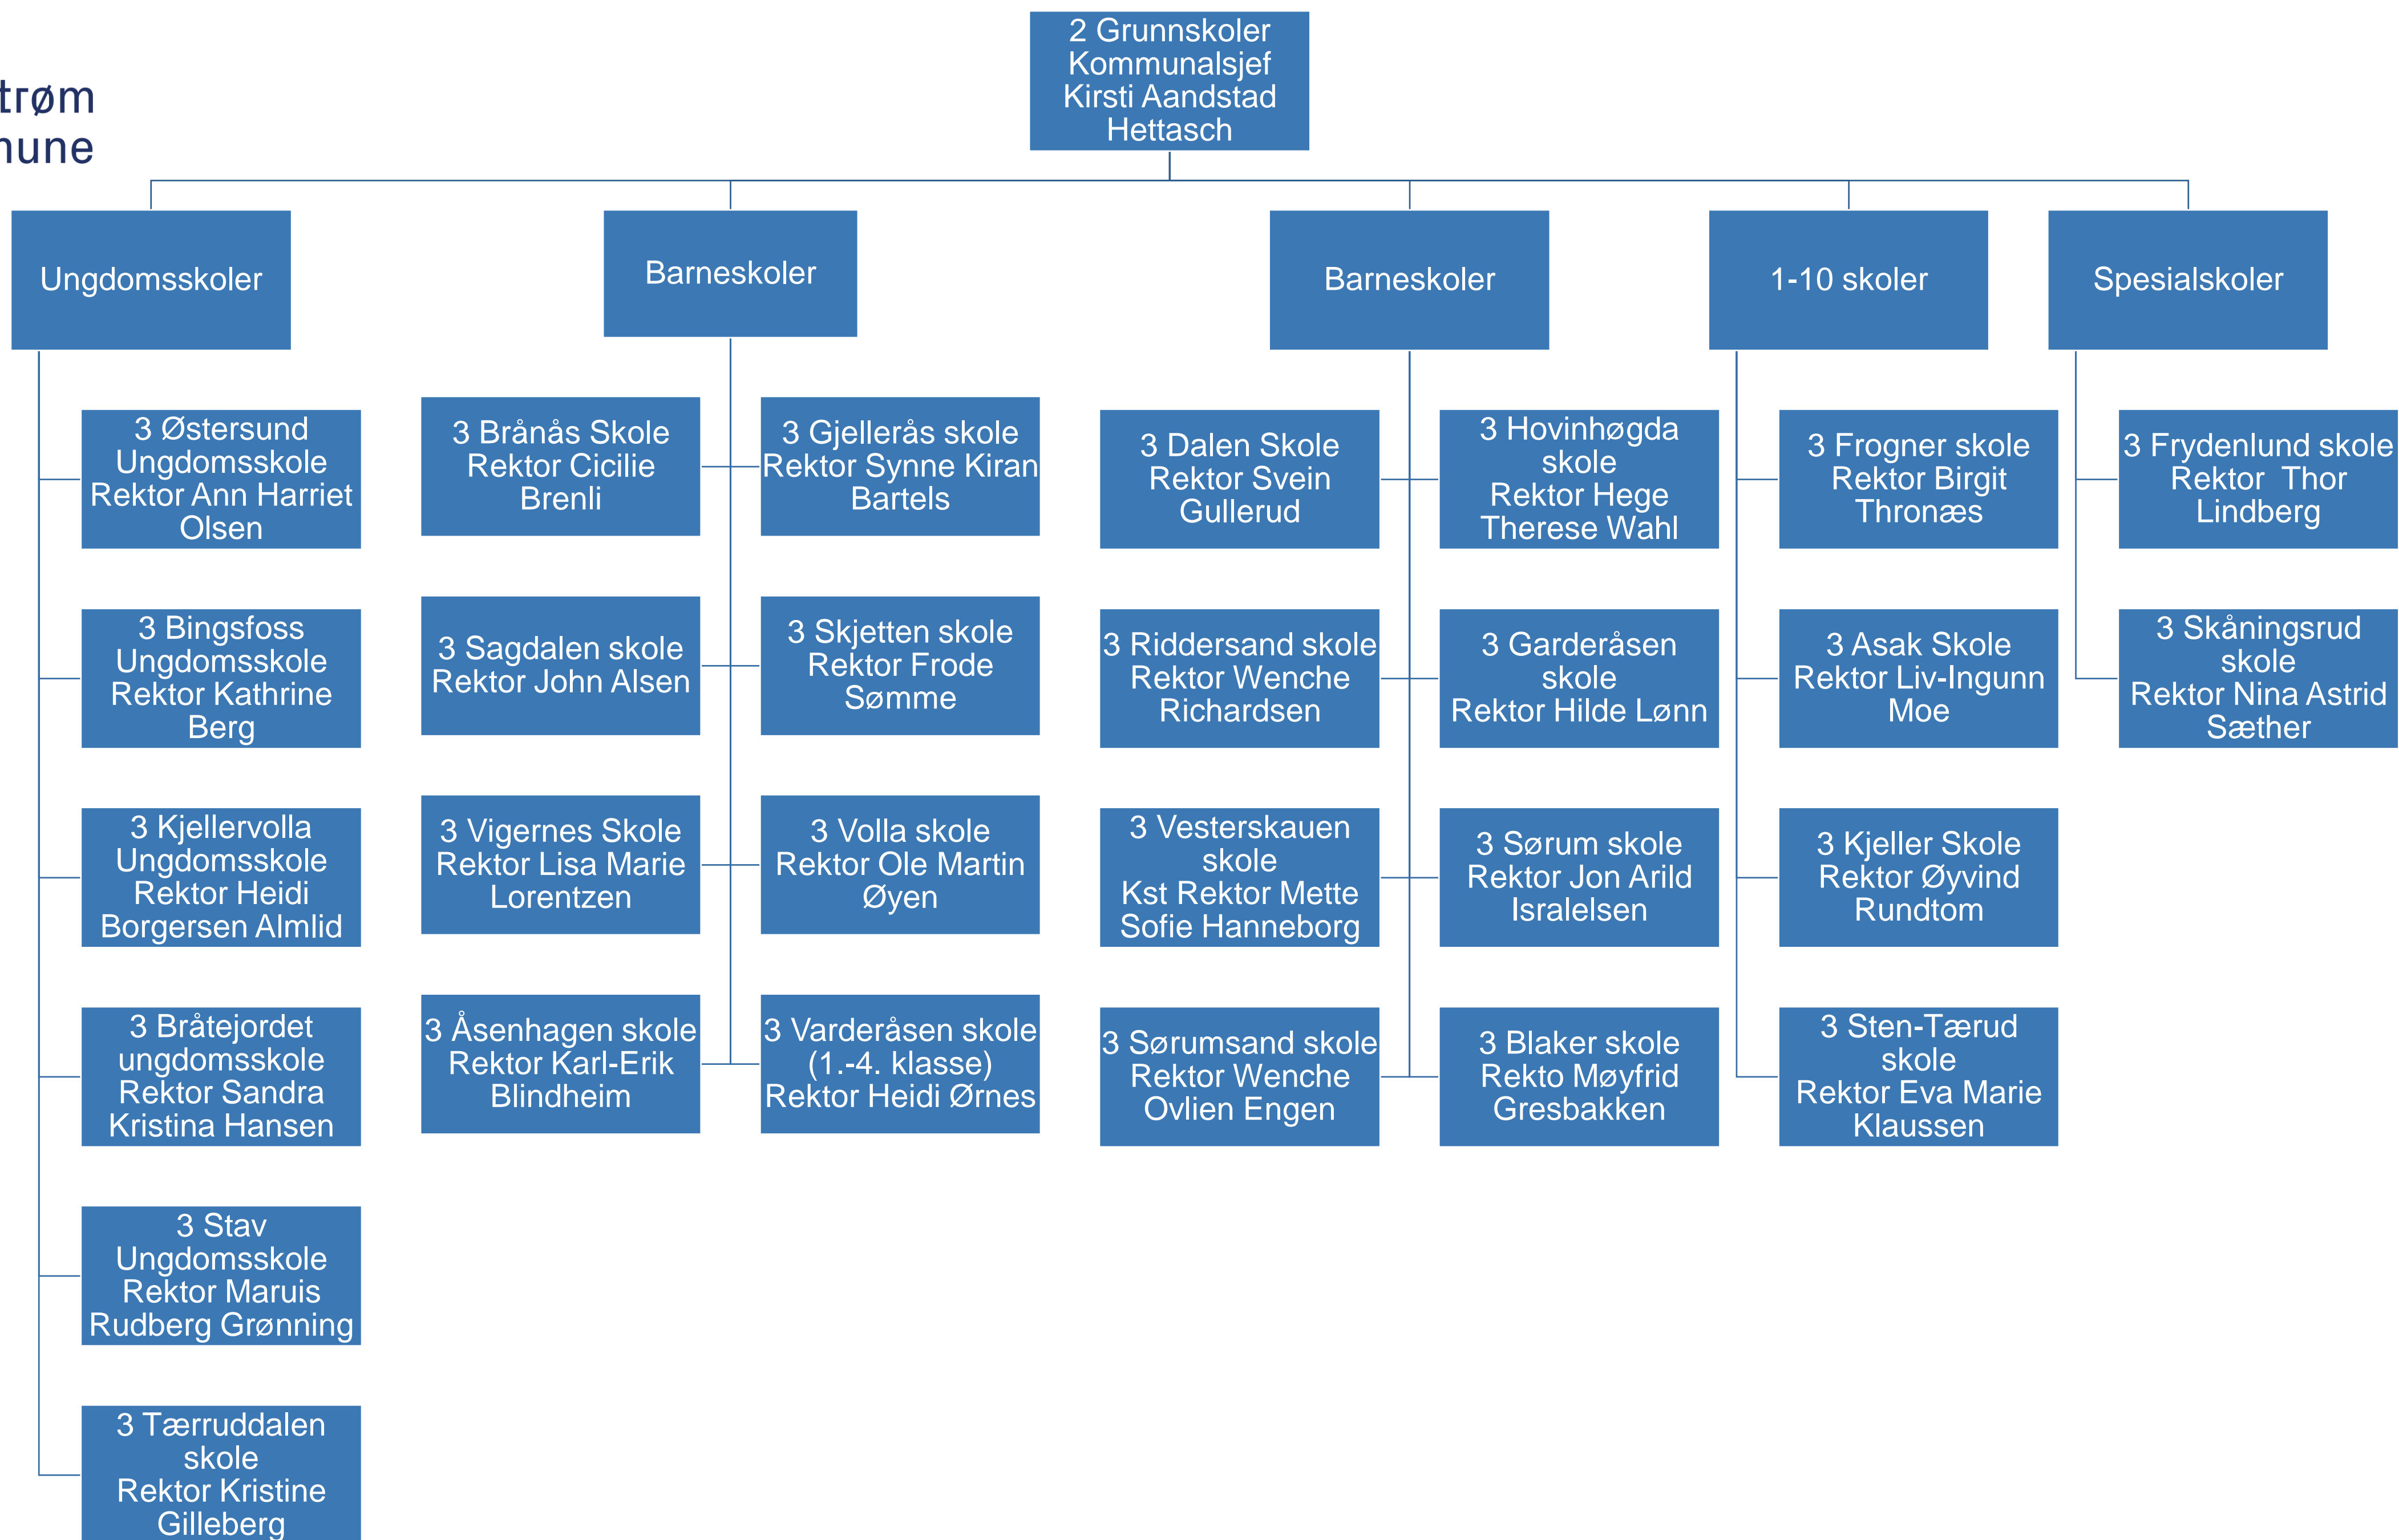 trøm
mune
2 Grunnskoler
Kommunalsjef
Kirsti Aandstad
Hettasch
Ungdomsskoler
Barneskoler
Barneskoler
1-10 skoler
Spesialskoler
3 Østersund
Ungdomsskole
Rektor Ann Harriet
Olsen
3 Bingsfoss
Ungdomsskole
Rektor Kathrine
Berg
3 Kjellervolla
Ungdomsskole
Rektor Heidi
Borgersen Almlid
3 Bråtejordet
ungdomsskole
Rektor Sandra
Kristina Hansen
3 Stav
Ungdomsskole
Rektor Maruis
Rudberg Grønning
3 Tærruddalen
skole
Rektor Kristine
Gilleberg
3 Brånås Skole
Rektor Cicilie
Brenli
3 Gjellerås skole
Rektor Synne Kiran
Bartels
3 Sagdalen skole
Rektor John Alsen
3 Skjetten skole
Rektor Frode
Sømme
3 Vigernes Skole
Rektor Lisa Marie
Lorentzen
3 Volla skole
Rektor Ole Martin
Øyen
3 Åsenhagen skole
Rektor Karl-Erik
Blindheim
3 Varderåsen skole
(1.-4. klasse)
Rektor Heidi Ørnes
3 Dalen Skole
Rektor Svein
Gullerud
3 Hovinhøgda
skole
Rektor Hege
Therese Wahl
3 Riddersand skole
Rektor Wenche
Richardsen
3 Garderåsen
skole
Rektor Hilde Lønn
3 Vesterskauen
skole
Kst Rektor Mette
Sofie Hanneborg
3 Sørum skole
Rektor Jon Arild
Isralelsen
3 Sørumsand skole
Rektor Wenche
Ovlien Engen
3 Blaker skole
Rekto Møyfrid
Gresbakken
3 Frogner skole
Rektor Birgit
Thronæs
3 Asak Skole
Rektor Liv-Ingunn
Moe
3 Kjeller Skole
Rektor Øyvind
Rundtom
3 Sten-Tærud
skole
Rektor Eva Marie
Klaussen
3 Frydenlund skole
Rektor  Thor
Lindberg
3 Skåningsrud
skole
Rektor Nina Astrid
Sæther